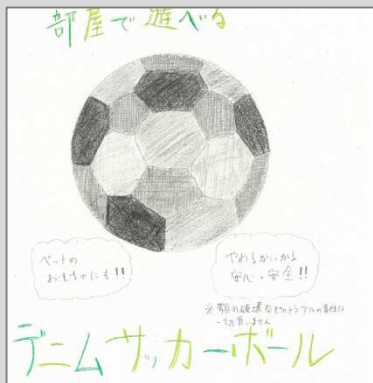 部屋で遊べる
ペットの
おもちゃにも!!
やわらかいから
安心・安全!!
の破壊などのトラブルの責任は
一切負いません
デニムサッカーボール